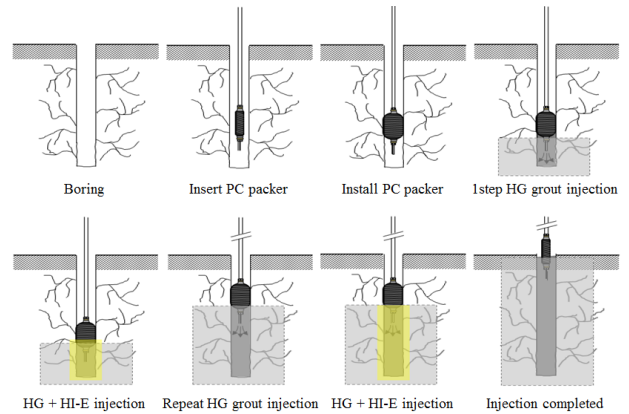 Boring
Insert PC packer
Install PC packer
1step HG grout injection
HG + HI-E injection
Repeat HG grout injection
HG + HI-E injection
Injection completed